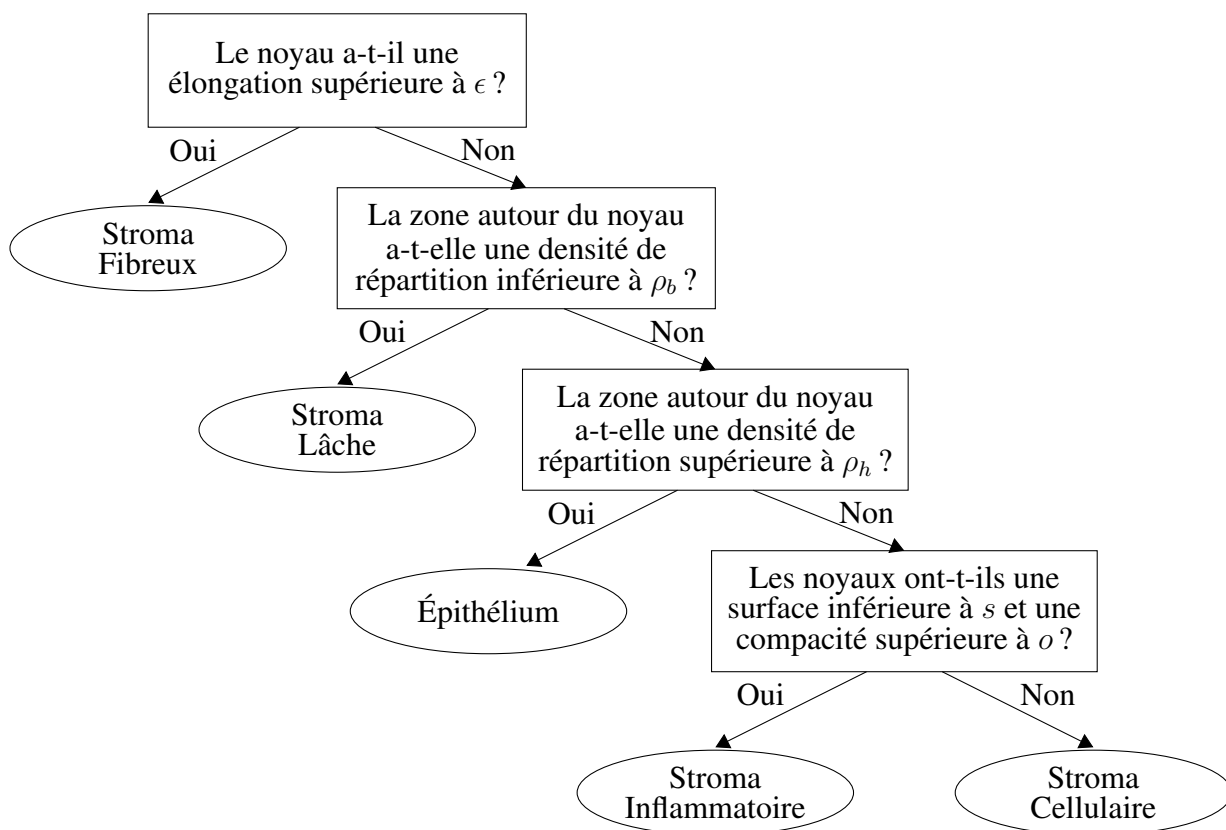 Le noyau a-t-il une
élongation supérieure à ϵ ?
Oui
Non
Stroma
Fibreux
La zone autour du noyau
a-t-elle une densité de
répartition inférieure à ρb ?
Oui
Non
Stroma
Lâche
La zone autour du noyau
a-t-elle une densité de
répartition supérieure à ρh ?
Oui
Non
Épithélium
Les noyaux ont-t-ils une
surface inférieure à s et une
compacité supérieure à o ?
Oui
Non
Stroma
Inflammatoire
Stroma
Cellulaire